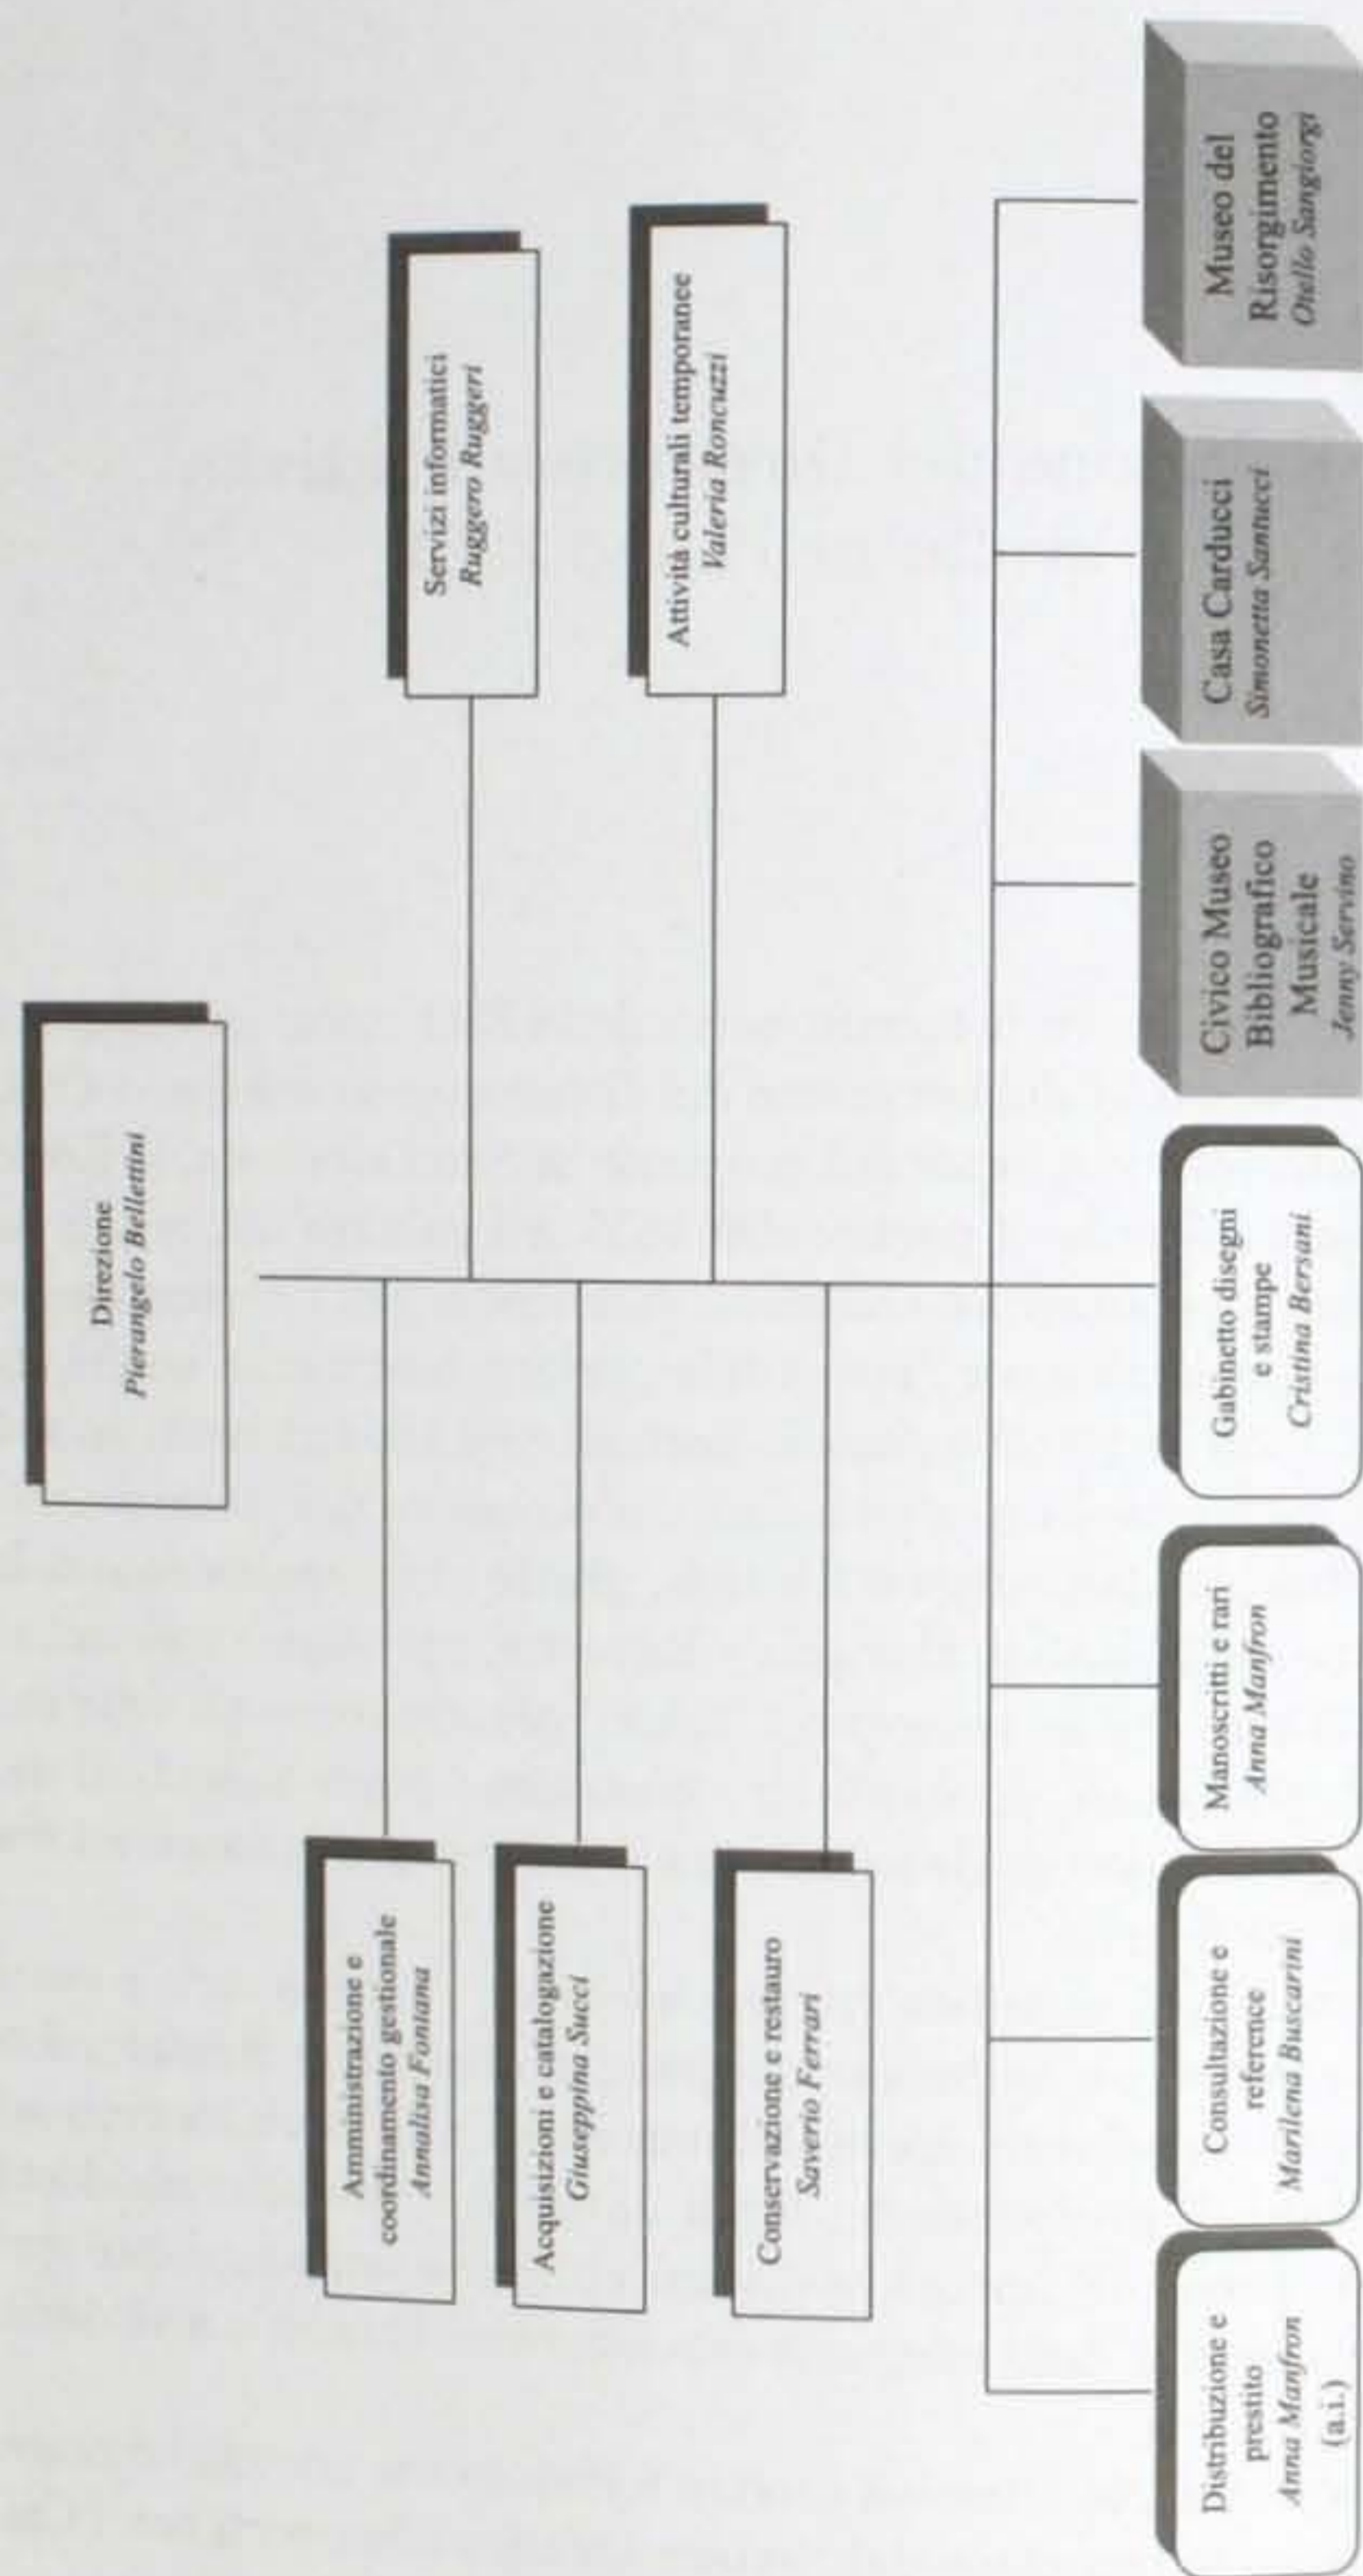 Direzione
Pierangelo Bellettini
Amministrazione e
coordinamento gestionale
Annalisa Fontana
Servizi informatici
Ruggero Ruggeri
Acquisizioni e catalogazione
Giuseppina Succi
Attività culturali temporanee
Valeria Roncuzzi
Conservazione e restauro
Saverio Ferrari
Distribuzione e
prestito
Anna Manfron
(a.i.)
Consultazione e
reference
Marilena Buscarini
Manoscritti e rari
Anna Manfron
Gabinetto disegni
e stampe
Cristina Bersani
Civico Museo
Bibliografico
Musicale
Jenny Servino
Casa Carducci
Simonetta Santucci
Museo del
Risorgimento
Otello Sangiorgi